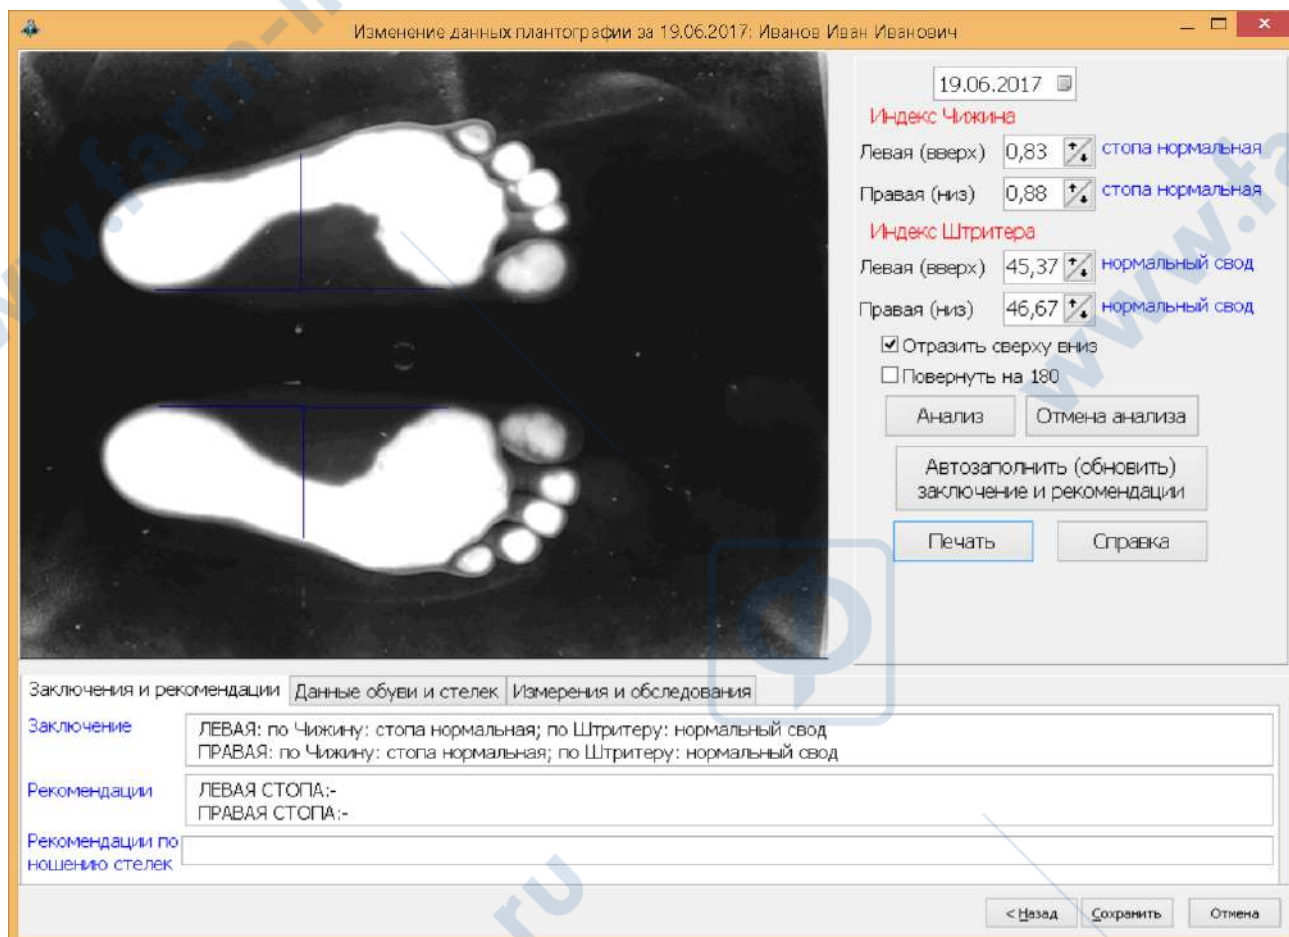 Изменение данных плантографии за 19.06.2017: Иванов Иван Иванович
19.06.2017
Индекс Чижина
Левая (вверх) 0,83 стопа нормальная
Правая (низ) 0,88 стопа нормальная
Индекс Штритера
Левая (вверх) 45,37 нормальный свод
Правая (низ) 46,67 нормальный свод
Отразить сверху вниз
Повернуть на 180
Анализ Отмена анализа
Автозаполнить (обновить)
заключение и рекомендации
Печать Справка
Заключения и рекомендации Данные обуви и стелек Измерения и обследования
Заключение
ЛЕВАЯ: по Чижину: стопа нормальная; по Штритеру: нормальный свод
ПРАВАЯ: по Чижину: стопа нормальная; по Штритеру: нормальный свод
Рекомендации
ЛЕВАЯ СТОПА:-
ПРАВАЯ СТОПА:-
Рекомендации по
ношению стелек
< Назад Сохранить Отмена